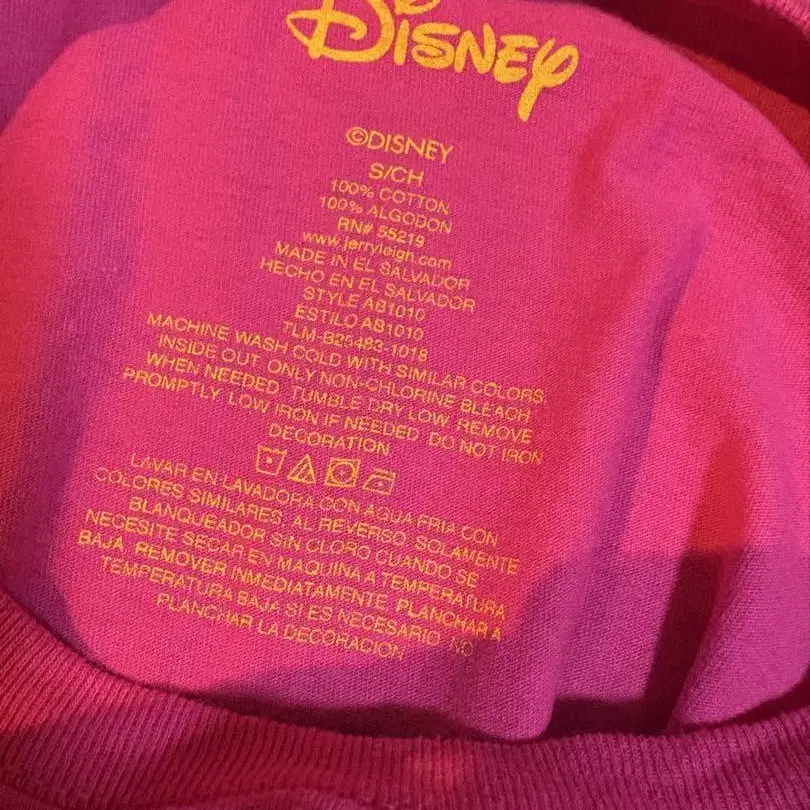 Disney
©DISNEY
S/CH
100% COTTON
100% ALGODON
RN# 55219
www.jerryleigh.com
MADE IN EL SALVADOR
HECHO EN EL SALVADOR
STYLE AB1010
ESTILO AB1010
TLM-B25483-1018
MACHINE WASH COLD WITH SIMILAR COLORS,
INSIDE OUT. ONLY NON-CHLORINE BLEACH
WHEN NEEDED. TUMBLE DRY LOW. REMOVE
PROMPTLY. LOW IRON IF NEEDED. DO NOT IRON
DECORATION.
LAVAR EN LAVADORA CON AGUA FRIA CON
COLORES SIMILARES, AL REVERSO. SOLAMENTE
BLANQUEADOR SIN CLORO CUANDO SE
NECESITE SECAR EN MAQUINA A TEMPERATURA
BAJA. REMOVER INMEDIATAMENTE. PLANCHAR A
TEMPERATURA BAJA SI ES NECESARIO. NO
PLANCHAR LA DECORACION.